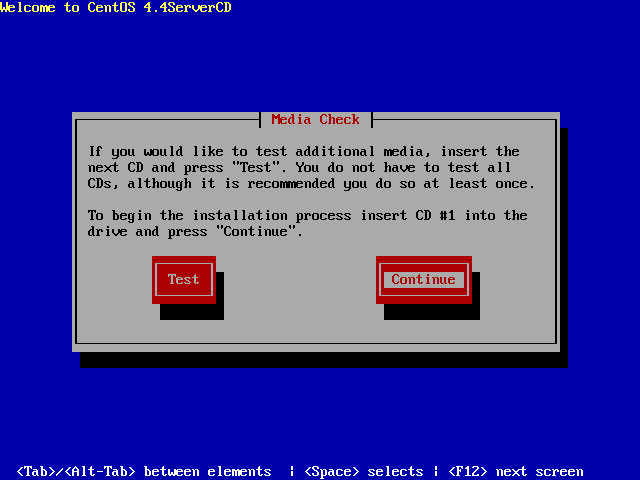 Welcome to CentOS 4.4ServerCD
Media Check
If you would like to test additional media, insert the
next CD and press "Test". You do not have to test all
CDs, although it is recommended you do so at least once.
To begin the installation process insert CD #1 into the
drive and press "Continue".
Test
Continue
<Tab>/<Alt-Tab> between elements | <Space> selects | <F12> next screen